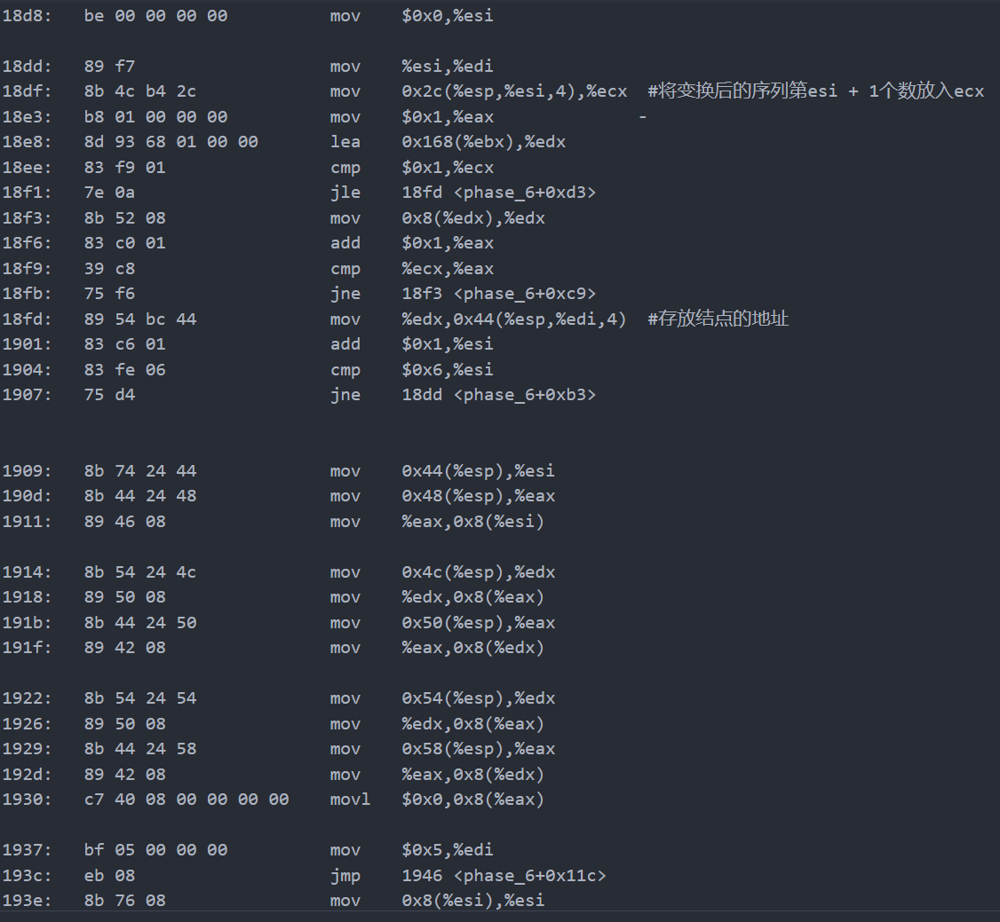 18d8: be 00 00 00 00 mov $0x0,%esi
18dd: 89 f7 mov %esi,%edi
18df: 8b 4c b4 2c mov 0x2c(%esp,%esi,4),%ecx #将变换后的序列第esi + 1个数放入ecx
18e3: b8 01 00 00 00 mov $0x1,%eax -
18e8: 8d 93 68 01 00 00 lea 0x168(%ebx),%edx
18ee: 83 f9 01 cmp $0x1,%ecx
18f1: 7e 0a jle 18fd <phase_6+0xd3>
18f3: 8b 52 08 mov 0x8(%edx),%edx
18f6: 83 c0 01 add $0x1,%eax
18f9: 39 c8 cmp %ecx,%eax
18fb: 75 f6 jne 18f3 <phase_6+0xc9>
18fd: 89 54 bc 44 mov %edx,0x44(%esp,%edi,4) #存放结点的地址
1901: 83 c6 01 add $0x1,%esi
1904: 83 fe 06 cmp $0x6,%esi
1907: 75 d4 jne 18dd <phase_6+0xb3>
1909: 8b 74 24 44 mov 0x44(%esp),%esi
190d: 8b 44 24 48 mov 0x48(%esp),%eax
1911: 89 46 08 mov %eax,0x8(%esi)
1914: 8b 54 24 4c mov 0x4c(%esp),%edx
1918: 89 50 08 mov %edx,0x8(%eax)
191b: 8b 44 24 50 mov 0x50(%esp),%eax
191f: 89 42 08 mov %eax,0x8(%edx)
1922: 8b 54 24 54 mov 0x54(%esp),%edx
1926: 89 50 08 mov %edx,0x8(%eax)
1929: 8b 44 24 58 mov 0x58(%esp),%eax
192d: 89 42 08 mov %eax,0x8(%edx)
1930: c7 40 08 00 00 00 00 movl $0x0,0x8(%eax)
1937: bf 05 00 00 00 mov $0x5,%edi
193c: eb 08 jmp 1946 <phase_6+0x11c>
193e: 8b 76 08 mov 0x8(%esi),%esi